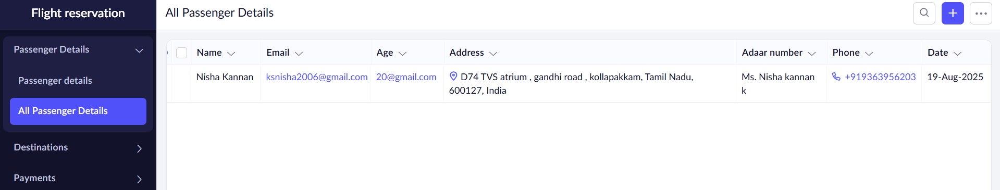 Flight reservation
All Passenger Details
Passenger Details
Passenger details
All Passenger Details
Destinations
Payments
Name Email Age Address Adaar number Phone Date
Nisha Kannan ksnisha2006@gmail.com 20@gmail.com D74 TVS atrium , gandhi road , kollapakkam, Tamil Nadu, Ms. Nisha kannan +919363956203 19-Aug-2025
600127, India k